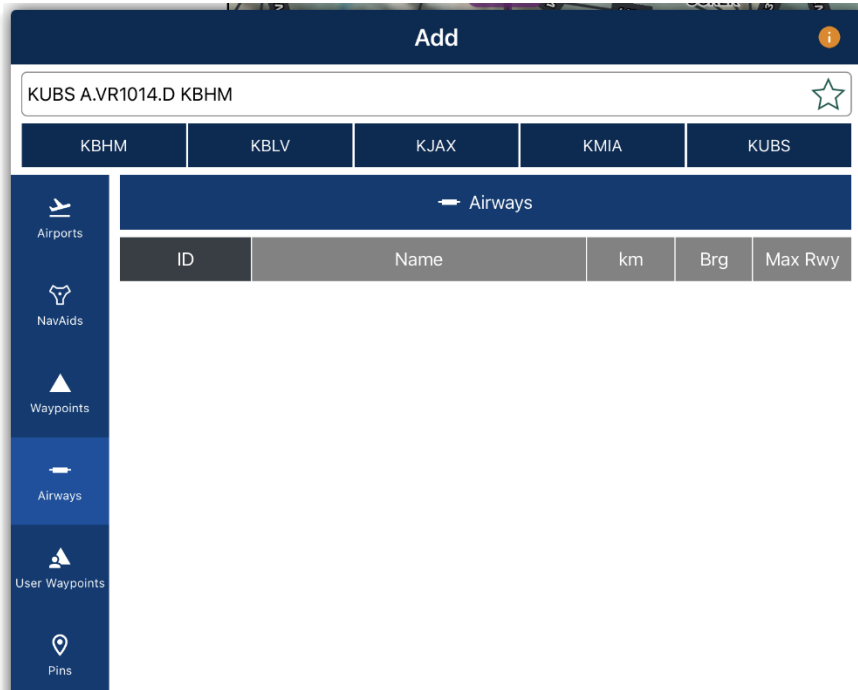 Add
KUBS A.VR1014.D KBHM
KBHM KBLV KJAX KMIA KUBS
Airways
ID Name km Brg Max Rwy
Airports
NavAids
Waypoints
Airways
User Waypoints
Pins